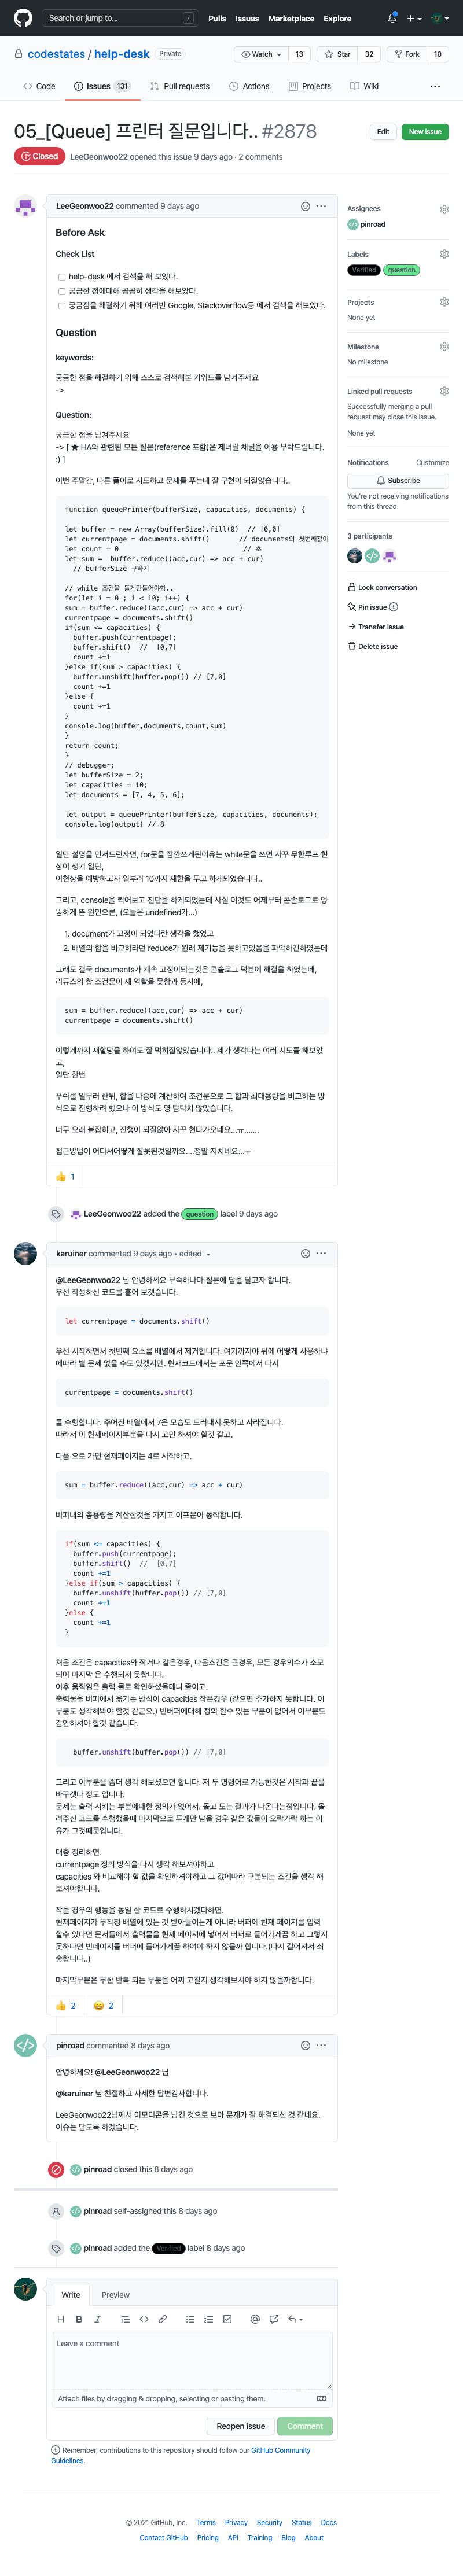 Search or jump to...
/
Pulls Issues Marketplace Explore
codestates / help-desk Private
Watch 13
Star 32
Fork 10
Code
Issues 131
Pull requests
Actions
Projects
Wiki
05_[Queue] 프린터 질문입니다.. #2878
Edit
New issue
Closed
LeeGeonwoo22 opened this issue 9 days ago · 2 comments
LeeGeonwoo22 commented 9 days ago
Before Ask
Check List
help-desk 에서 검색을 해 보았다.
궁금한 점에대해 곰곰히 생각을 해보았다.
궁금점을 해결하기 위해 여러번 Google, Stackoverflow등 에서 검색을 해보았다.
Question
keywords:
궁금한 점을 해결하기 위해 스스로 검색해본 키워드를 남겨주세요
->
Question:
궁금한 점을 남겨주세요
-> [ ★ HA와 관련된 모든 질문(reference 포함)은 제너럴 채널을 이용 부탁드립니다.
:) ]
이번 주말간, 다른 풀이로 시도하고 문제를 푸는데 잘 구현이 되질않습니다..
function queuePrinter(bufferSize, capacities, documents) {
let buffer = new Array(bufferSize).fill(0)  // [0,0]
let currentpage = documents.shift()       // documents의 첫번째값이
let count = 0                              // 초
let sum =  buffer.reduce((acc,cur) => acc + cur)
// bufferSize 구하기
// while 조건을 돌게만들어야함..
for(let i = 0 ; i < 10; i++) {
sum = buffer.reduce((acc,cur) => acc + cur)
currentpage = documents.shift()
if(sum <= capacities) {
buffer.push(currentpage);
buffer.shift()  //  [0,7]
count +=1
}else if(sum > capacities) {
buffer.unshift(buffer.pop()) // [7,0]
count +=1
}else {
count +=1
}
console.log(buffer,documents,count,sum)
}
return count;
}
// debugger;
let bufferSize = 2;
let capacities = 10;
let documents = [7, 4, 5, 6];
let output = queuePrinter(bufferSize, capacities, documents);
console.log(output) // 8
일단 설명을 먼저드린자면, for문을 잠깐쓰게된이유는 while문을 쓰면 자꾸 무한루프 현
상이 생겨 일단,
이현상을 예방하고자 일부러 10까지 제한을 두고 하게되었습니다..
그리고, console을 찍어보고 진단을 하게되었는데 사실 이것도 어제부터 콘솔로그로 엉
뚱하게 뜬 원인으론, (오늘은 undefined가...)
1. document가 고정이 되었다란 생각을 했었고
2. 배열의 합을 비교하라던 reduce가 원래 제기능을 못하고있음을 파악하긴하였는데
그래도 결국 documents가 계속 고정이되는것은 콘솔로그 덕분에 해결을 하였는데,
리듀스의 합 조건문이 제 역할을 못함과 동시에,
sum = buffer.reduce((acc,cur) => acc + cur)
currentpage = documents.shift()
이렇게까지 재할당을 하여도 잘 먹히질않았습니다.. 제가 생각나는 여러 시도를 해보았
고,
일단 한번
푸쉬를 일부러 한뒤, 합을 나중에 계산하여 조건문으로 그 합과 최대용량을 비교하는 방
식으로 진행하려 했으나 이 방식도 영 탐탁치 않았습니다.
너무 오래 붙잡히고, 진행이 되질않아 자꾸 현타가오네요...ㅠ.......
접근방법이 어디서어떻게 잘못된것일까요....정말 지치네요...ㅠ
👍 1
LeeGeonwoo22 added the question label 9 days ago
karuiner commented 9 days ago • edited
@LeeGeonwoo22 님 안녕하세요 부족하나마 질문에 답을 달고자 합니다.
우선 작성하신 코드를 훑어 보겟습니다.
let currentpage = documents.shift()
우선 시작하면서 첫번째 요소를 배열에서 제거합니다. 여기까지야 뒤에 어떻게 사용하냐
에따라 별 문제 없을 수도 있겠지만. 현재코드에서는 포문 안쪽에서 다시
currentpage = documents.shift()
를 수행합니다. 주어진 배열에서 7은 모습도 드러내지 못하고 사라집니다.
따라서 이 현재페이지부분을 다시 고민 하셔야 할것 같고.
다음 으로 가면 현재페이지는 4로 시작하고.
sum = buffer.reduce((acc,cur) => acc + cur)
버퍼내의 총용량을 계산한것을 가지고 이프문이 동작합니다.
if(sum <= capacities) {
buffer.push(currentpage);
buffer.shift()  //  [0,7]
count +=1
}else if(sum > capacities) {
buffer.unshift(buffer.pop()) // [7,0]
count +=1
}else {
count +=1
}
처음 조건은 capacities와 작거나 같은경우, 다음조건은 큰경우, 모든 경우의수가 소모
되어 마지막 은 수행되지 못합니다.
이후 움직임은 출력 물로 확인하셨을테니 줄이고.
출력물을 버퍼에서 옮기는 방식이 capacities 작은경우 (같으면 추가하지 못합니다. 이
부분도 생각해봐야 할것 같군요.) 빈버퍼에대해 정의 할수 있는 부분이 없어서 이부분도
감안하셔야 할것 같습니다.
buffer.unshift(buffer.pop()) // [7,0]
그리고 이부분을 좀더 생각 해보셨으면 합니다. 저 두 명령어로 가능한것은 시작과 끝을
바꾸겟다 정도 입니다.
문제는 출력 시키는 부분에대한 정의가 없어서. 돌고 도는 결과가 나온다는점입니다. 올
려주신 코드를 수행했을때 마지막으로 두개만 남을 경우 같은 값들이 오락가락 하는 이
유가 그것때문입니다.
대충 정리하면.
currentpage 정의 방식을 다시 생각 해보셔야하고
capacities 와 비교해야 할 값을 확인하셔야하고 그 값에따라 구분되는 조건을 생각 해
보셔야합니다.
작을 경우의 행동을 동일 한 코드로 수행하시겠다하면.
현재페이지가 무작정 배열에 있는 것 받아들이는게 아니라 버퍼에 현재 페이지를 입력
할수 있다면 문서들에서 출력물을 현재 페이지에 넣어서 버퍼로 들어가게끔 하고 그렇지
못하다면 빈페이지를 버퍼에 들어가게끔 하여야 하지 않을까 합니다.(다시 길어져서 죄
송합니다..)
마지막부분은 무한 반복 되는 부분을 어찌 고칠지 생각해보셔야 하지 않을까합니다.
👍 2 😄 2
pinroad commented 8 days ago
안녕하세요! @LeeGeonwoo22 님
@karuiner 님 친절하고 자세한 답변감사합니다.
LeeGeonwoo22님께서 이모티콘을 남긴 것으로 보아 문제가 잘 해결되신 것 같네요.
이슈는 닫도록 하겠습니다.
pinroad closed this 8 days ago
pinroad self-assigned this 8 days ago
pinroad added the Verified label 8 days ago
Write
Preview
Leave a comment
Attach files by dragging & dropping, selecting or pasting them.
Reopen issue
Comment
Remember, contributions to this repository should follow our GitHub Community
Guidelines.
Assignees
pinroad
Labels
Verified question
Projects
None yet
Milestone
No milestone
Linked pull requests
Successfully merging a pull
request may close this issue.
None yet
Notifications Customize
Subscribe
You're not receiving notifications
from this thread.
3 participants
Lock conversation
Pin issue
Transfer issue
Delete issue
© 2021 GitHub, Inc. Terms Privacy Security Status Docs
Contact GitHub Pricing API Training Blog About